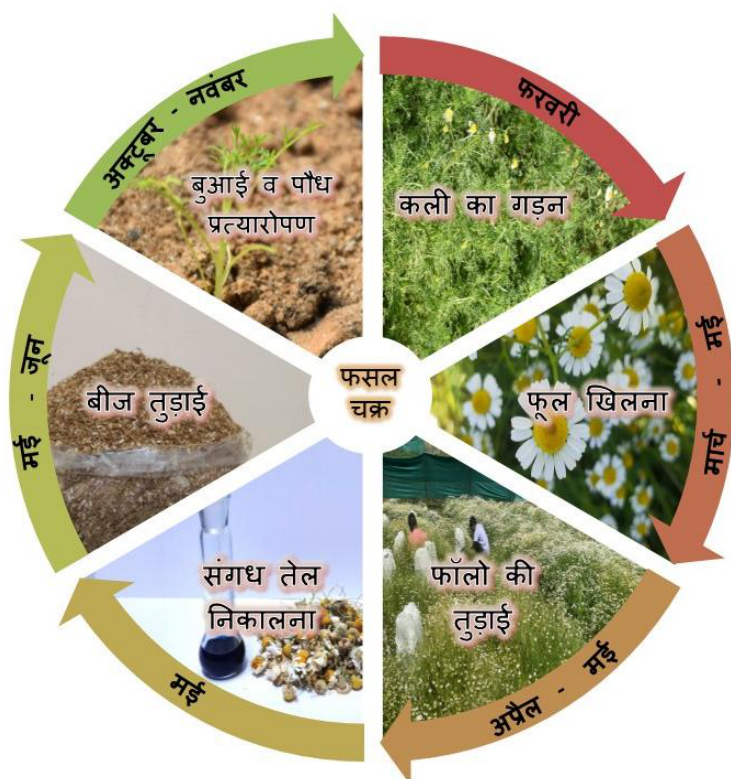 फसल
चक्र
अक्टूबर - नवंबर
बुआई व पौध
प्रत्यारोपण
फरवरी
कली का गड़न
मार्च - मई
फूल खिलना
अप्रैल - मई
फॉलो की
तुड़ाई
मई
संगध तेल
निकालना
मई - जून
बीज तुड़ाई